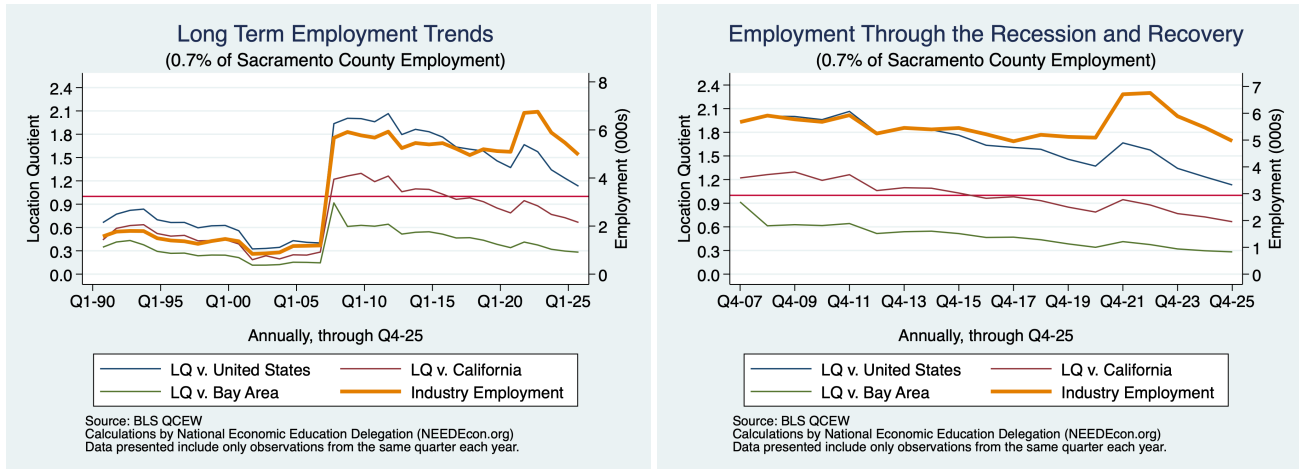 Long Term Employment Trends
(0.7% of Sacramento County Employment)
Location Quotient
2.4
2.1
1.8
1.5
1.2
0.9
0.6
0.3
0.0
8
6
4
2
0
Employment (000s)
Q1-90 Q1-95 Q1-00 Q1-05 Q1-10 Q1-15 Q1-20 Q1-25
Annually, through Q4-25
LQ v. United States LQ v. California
LQ v. Bay Area Industry Employment
Source: BLS QCEW
Calculations by National Economic Education Delegation (NEEDEcon.org)
Data presented include only observations from the same quarter each year.
Employment Through the Recession and Recovery
(0.7% of Sacramento County Employment)
Location Quotient
2.4
2.1
1.8
1.5
1.2
0.9
0.6
0.3
0.0
7
6
5
4
3
2
1
0
Employment (000s)
Q4-07 Q4-09 Q4-11 Q4-13 Q4-15 Q4-17 Q4-19 Q4-21 Q4-23 Q4-25
Annually, through Q4-25
LQ v. United States LQ v. California
LQ v. Bay Area Industry Employment
Source: BLS QCEW
Calculations by National Economic Education Delegation (NEEDEcon.org)
Data presented include only observations from the same quarter each year.